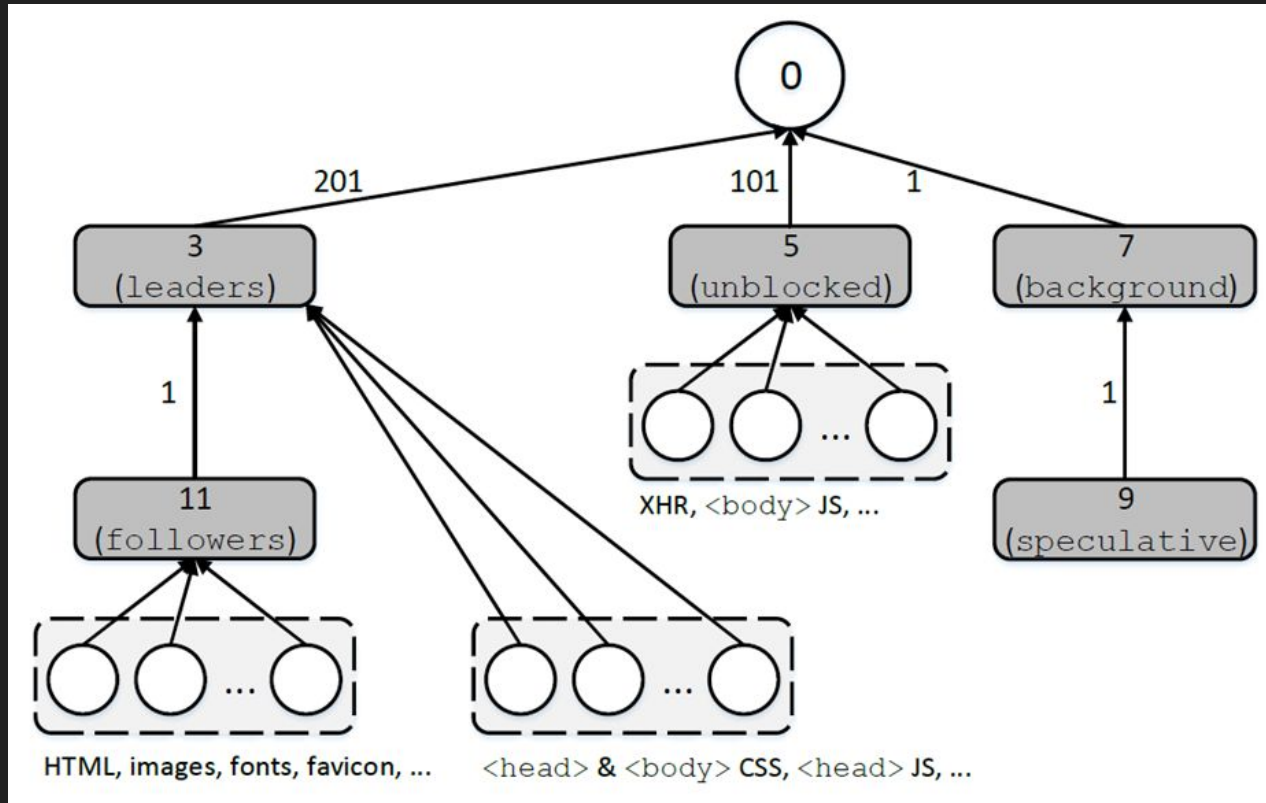 0
201
101
1
3
(leaders)
5
(unblocked)
7
(background)
1
1
11
(followers)
...
XHR, <body> JS, ...
9
(speculative)
...
...
HTML, images, fonts, favicon, ...
<head> & <body> CSS, <head> JS, ...